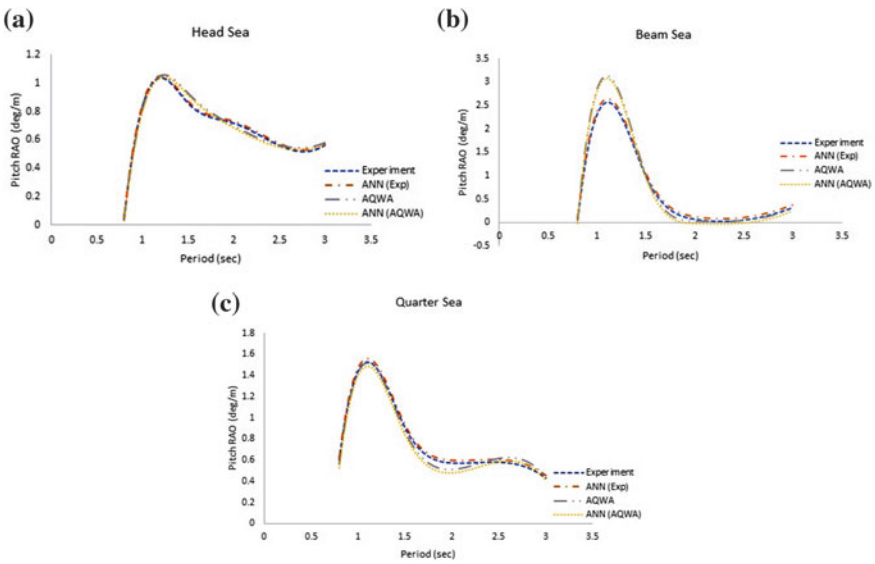 (a)
Head Sea
Pitch RAO (deg/m)
1.2
1
0.8
0.6
0.4
0.2
0
0 0.5 1 1.5 2 2.5 3 3.5
Period (sec)
Experiment
ANN (Exp)
AQWA
ANN (AQWA)
(b)
Beam Sea
Pitch RAO (deg/m)
3.5
3
2.5
2
1.5
1
0.5
0
-0.5
0 0.5 1 1.5 2 2.5 3 3.5
Period (sec)
Experiment
ANN (Exp)
AQWA
ANN (AQWA)
(c)
Quarter Sea
Pitch RAO (deg/m)
1.8
1.6
1.4
1.2
1
0.8
0.6
0.4
0.2
0
0 0.5 1 1.5 2 2.5 3 3.5
Period (sec)
Experiment
ANN (Exp)
AQWA
ANN (AQWA)